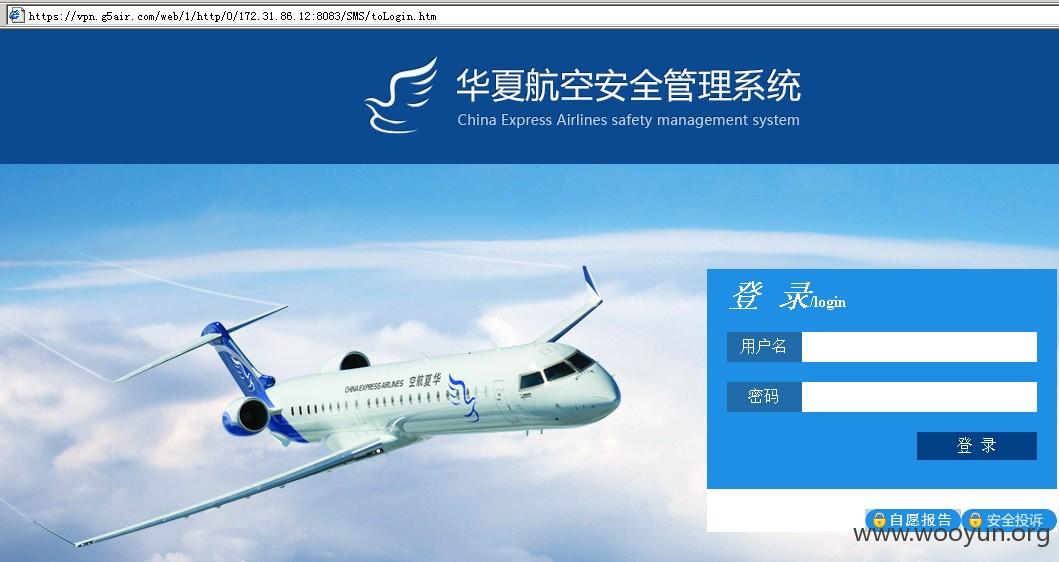 https://vpn.g5air.com/web/1/http/0/172.31.86.12:8083/SMS/toLogin.htm
华夏航空安全管理系统
China Express Airlines safety management system
登 录/login
用户名
CHINA EXPRESS AIRLINES 空航夏华
密码
登 录
自愿报告 安全投诉
www.wooyun.org